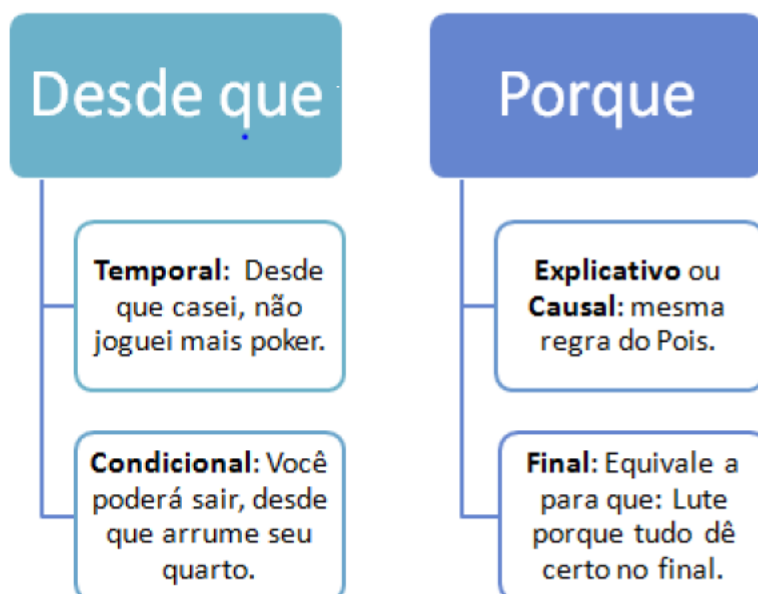 Desde que
Temporal: Desde
que casei, não
joguei mais poker.
Condicional: Você
poderá sair, desde
que arrume seu
quarto.
Porque
Explicativo ou
Causal: mesma
regra do Pois.
Final: Equivale a
para que: Lute
porque tudo dê
certo no final.